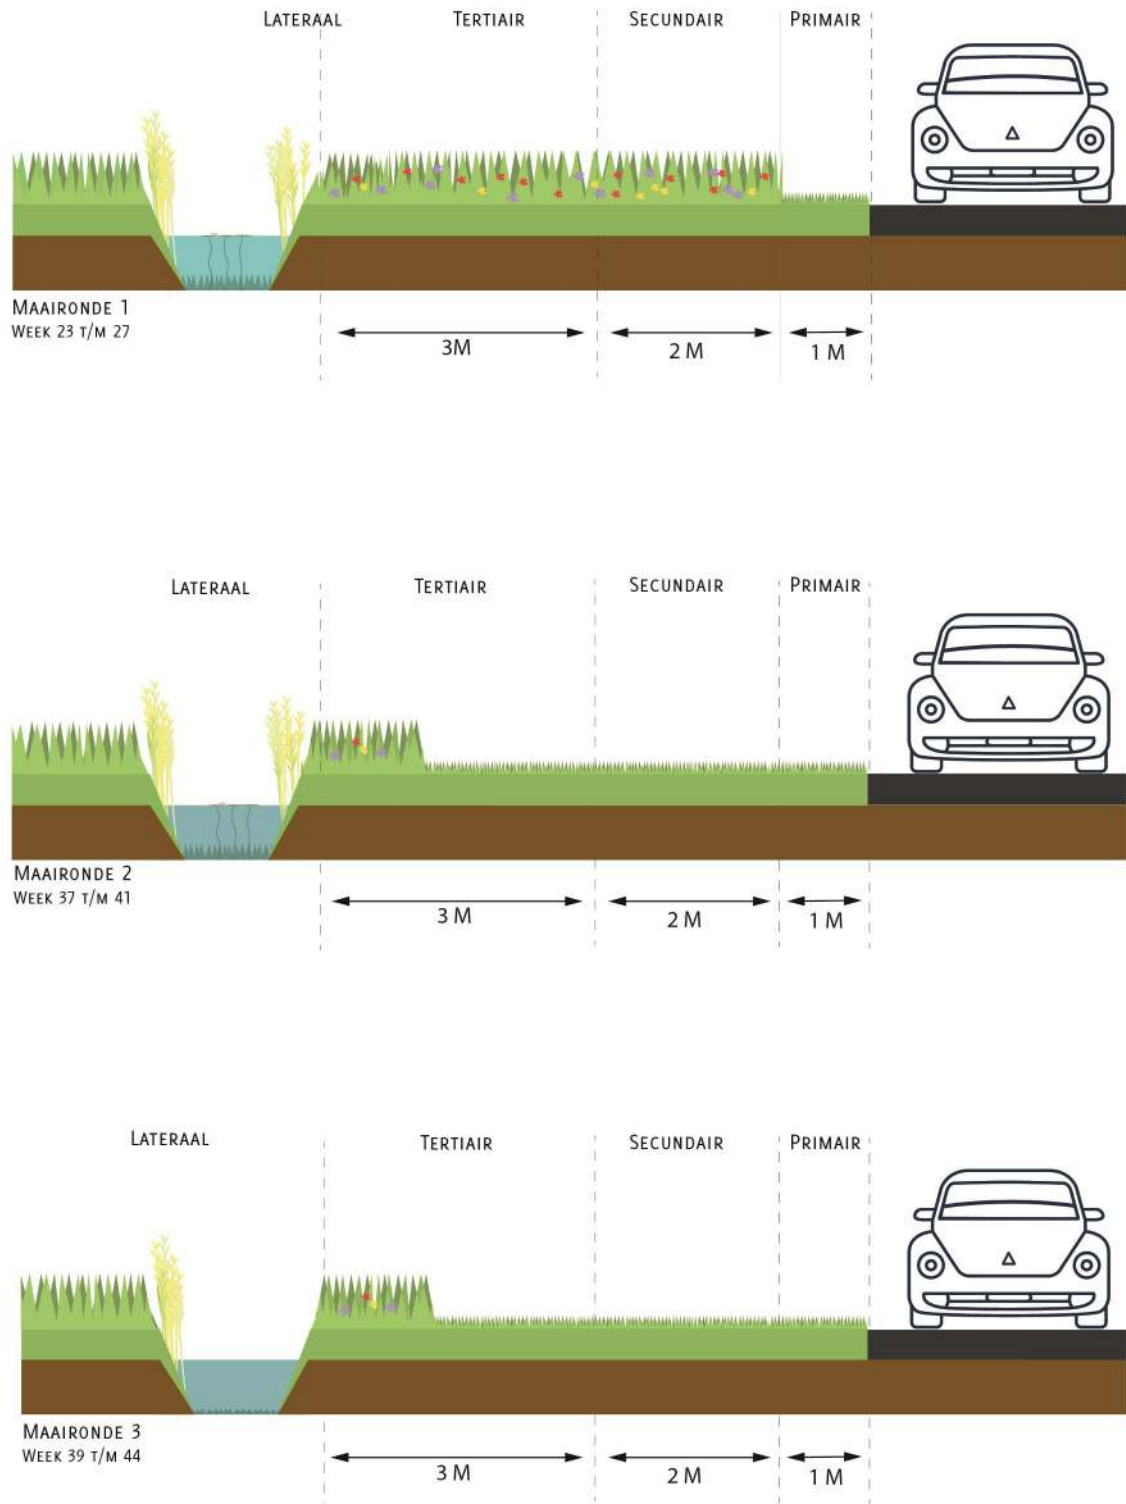 Lateraal Tertiair Secundair Primair
Maaironde 1
Week 23 t/m 27
3M 2 M 1 M
Lateraal Tertiair Secundair Primair
Maaironde 2
Week 37 t/m 41
3 M 2 M 1 M
Lateraal Tertiair Secundair Primair
Maaironde 3
Week 39 t/m 44
3 M 2 M 1 M